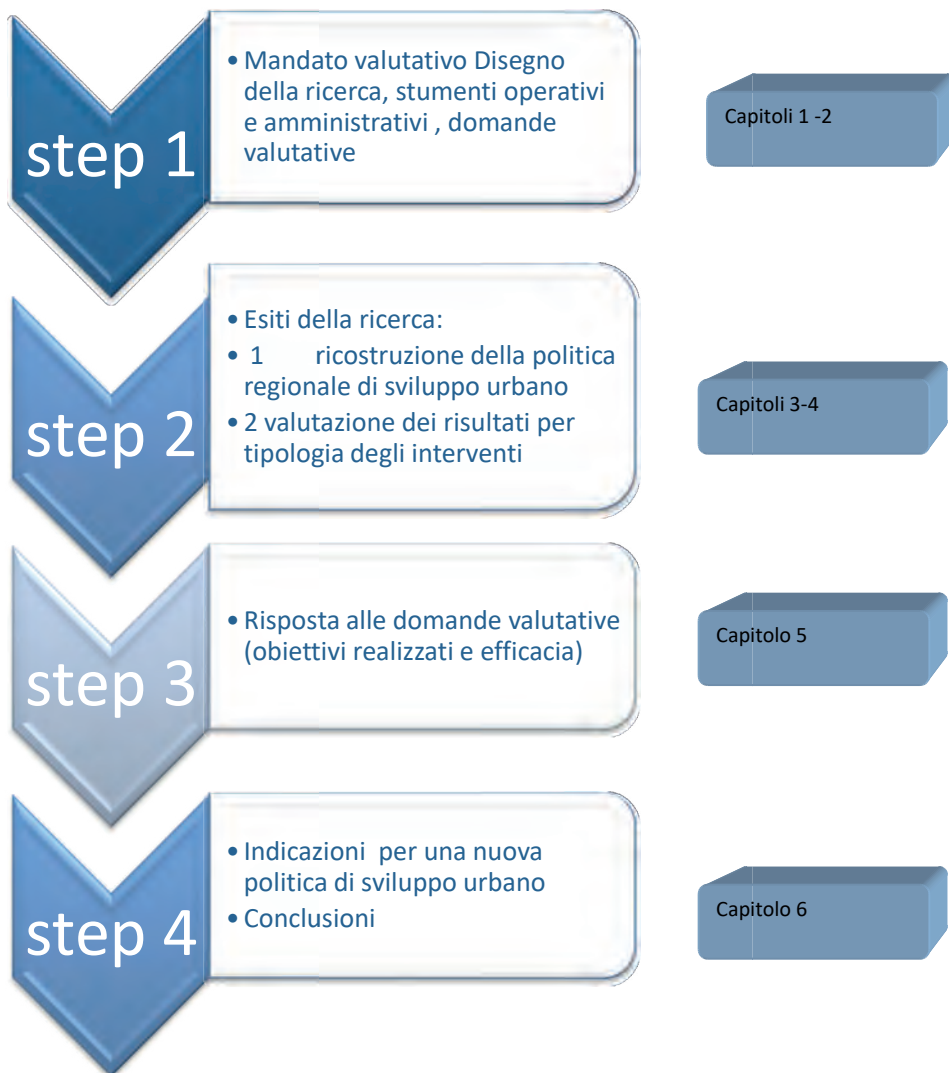 step 1
• Mandato valutativo Disegno
della ricerca, stumenti operativi
e amministrativi , domande
valutative
Capitoli 1 -2
step 2
• Esiti della ricerca:
• 1 ricostruzione della politica
regionale di sviluppo urbano
• 2 valutazione dei risultati per
tipologia degli interventi
Capitoli 3-4
step 3
• Risposta alle domande valutative
(obiettivi realizzati e efficacia)
Capitolo 5
step 4
• Indicazioni per una nuova
politica di sviluppo urbano
• Conclusioni
Capitolo 6